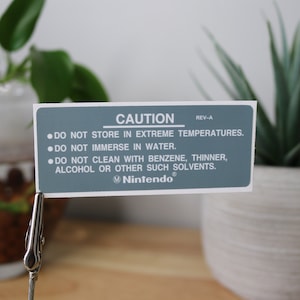 CAUTION REV-A
● DO NOT STORE IN EXTREME TEMPERATURES.
● DO NOT IMMERSE IN WATER.
● DO NOT CLEAN WITH BENZENE, THINNER,
ALCOHOL OR OTHER SUCH SOLVENTS.
Ⓜ Nintendo®